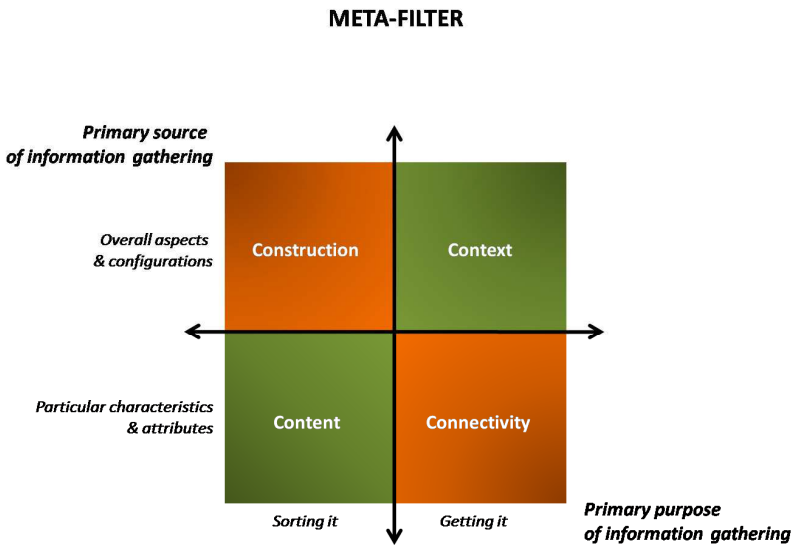 META-FILTER
Primary source
of information gathering
Overall aspects
& configurations
Construction
Context
Particular characteristics
& attributes
Content
Connectivity
Sorting it
Getting it
Primary purpose
of information gathering